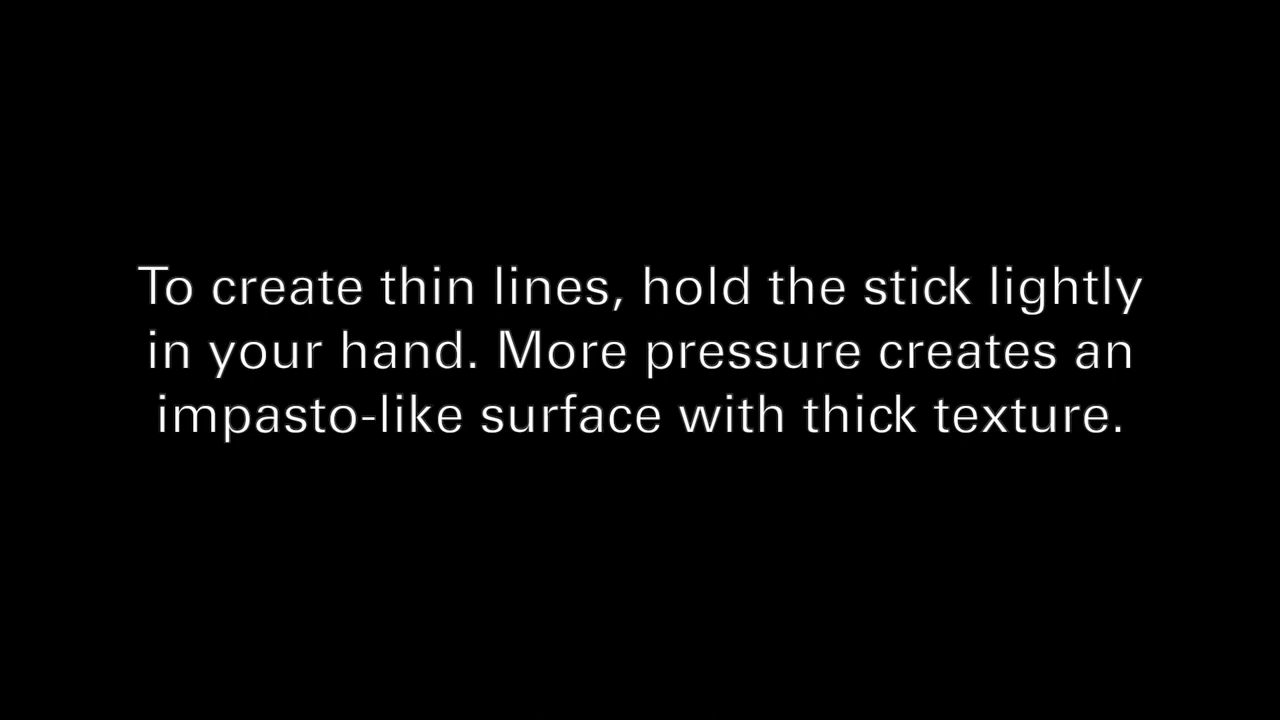 To create thin lines, hold the stick lightly
in your hand. More pressure creates an
impasto-like surface with thick texture.